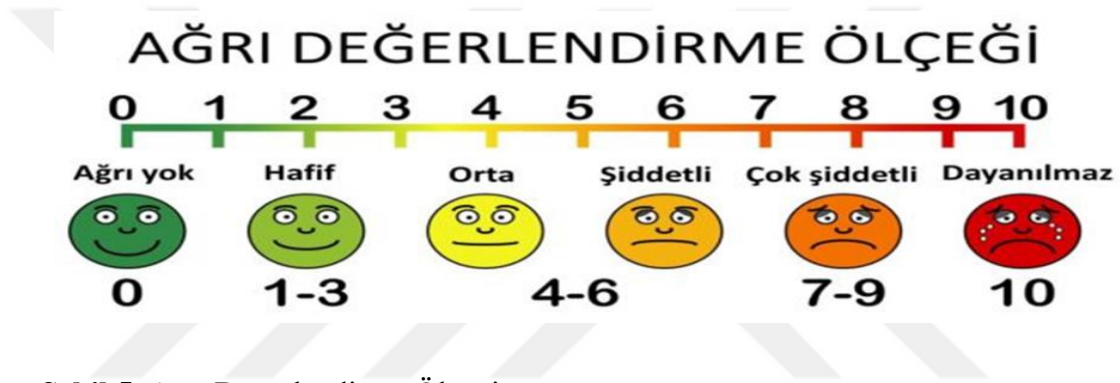 AĞRI DEĞERLENDİRME ÖLÇEĞİ
0 1 2 3 4 5 6 7 8 9 10
Ağrı yok Hafif Orta Şiddetli Çok şiddetli Dayanılmaz
0 1-3 4-6 7-9 10